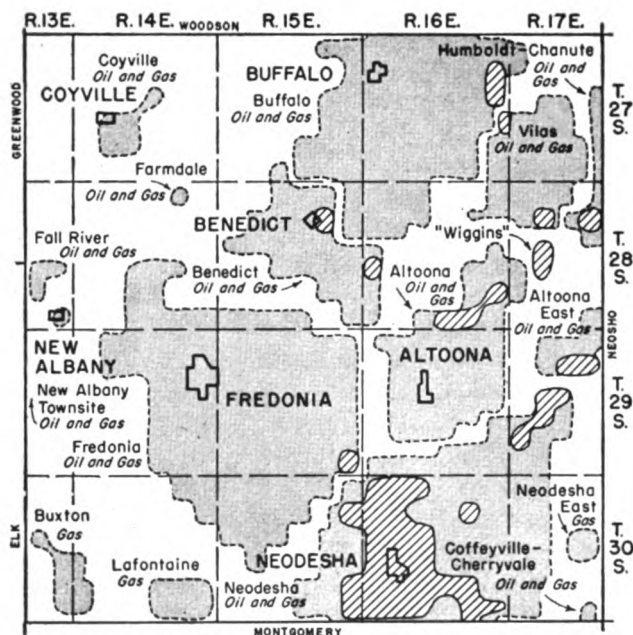 R.13E.
R.14E.
WOODSON
R.15E.
R.16E.
R.17E.
Coyville
Oil and Gas
COYVILLE
BUFFALO
Buffalo
Oil and Gas
Humboldt-Chanute
Oil and
Gas
Vilas
Oil and Gas
GREENWOOD
T.
27
S.
Farmdale
Oil and Gas
BENEDICT
"Wiggins"
Fall River
Oil and Gas
Benedict
Oil and Gas
Altoona
Oil and
Gas
Altoona
East
Oil and Gas
T.
28
S.
NEOSHO
NEW
ALBANY
New Albany
Townsite
Oil and Gas
FREDONIA
ALTOONA
Fredonia
Oil and Gas
T.
29
S.
ELK
Buxton
Gas
Lafontaine
Gas
NEODESHA
Neodesha
Oil and Gas
Coffeyville-
Cherryvale
Oil and Gas
Neodesha
East
Gas
T.
30
S.
MONTGOMERY